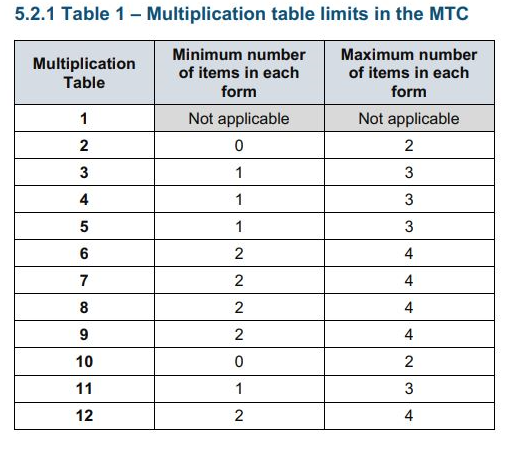 5.2.1 Table 1 – Multiplication table limits in the MTC
Multiplication Table | Minimum number of items in each form | Maximum number of items in each form
1 | Not applicable | Not applicable
2 | 0 | 2
3 | 1 | 3
4 | 1 | 3
5 | 1 | 3
6 | 2 | 4
7 | 2 | 4
8 | 2 | 4
9 | 2 | 4
10 | 0 | 2
11 | 1 | 3
12 | 2 | 4